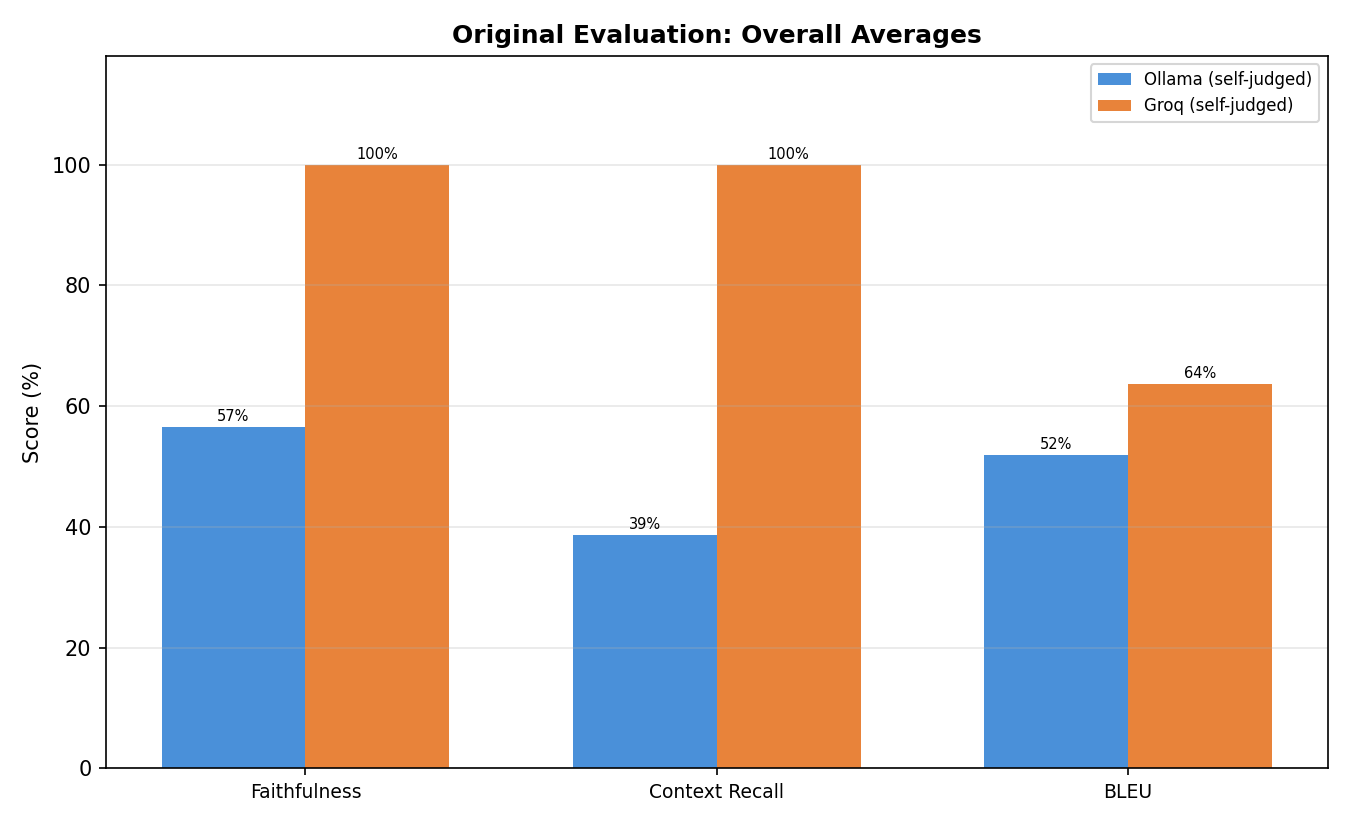 Original Evaluation: Overall Averages
Ollama (self-judged)
Groq (self-judged)
Score (%)
100
80
60
40
20
0
57%
100%
39%
100%
52%
64%
Faithfulness
Context Recall
BLEU